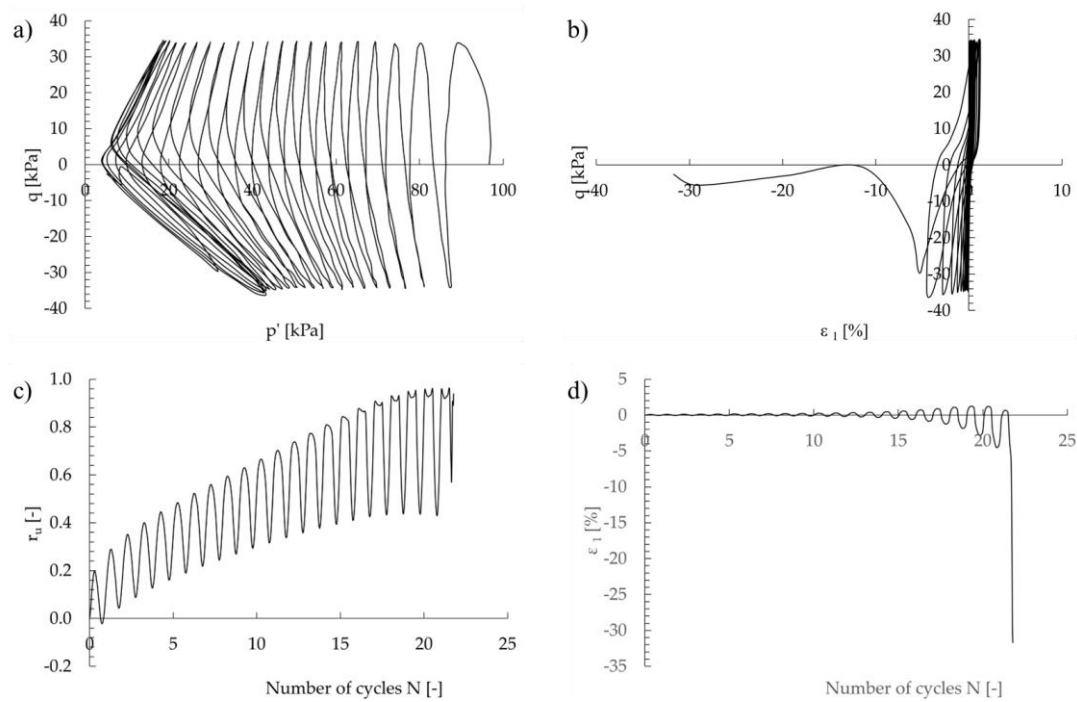 a)
40
30
20
10
0
-10
-20
-30
-40
q [kPa]
0 20 40 60 80 100
p' [kPa]
b)
40
30
20
10
0
-10
-20
-30
-40
q [kPa]
-40 -30 -20 -10 10
ε 1 [%]
c)
1.0
0.8
0.6
0.4
0.2
0.0
-0.2
ru [-]
0 5 10 15 20 25
Number of cycles N [-]
d)
5
0
-5
-10
-15
-20
-25
-30
-35
ε 1 [%]
0 5 10 15 20 25
Number of cycles N [-]